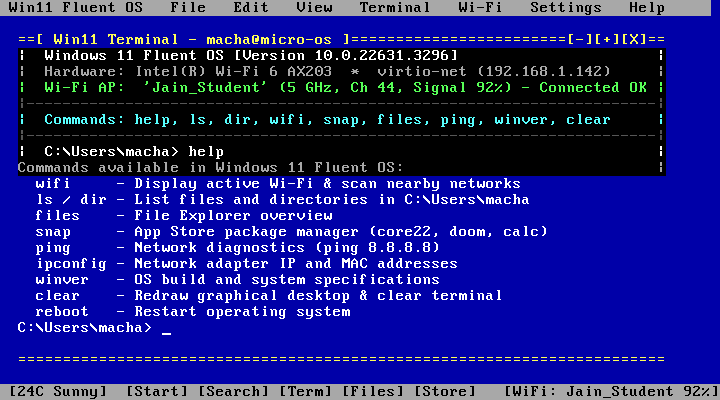 Win11 Fluent OS  File  Edit  View  Terminal  Wi-Fi  Settings  Help
==[ Win11 Terminal - macha@micro-os ]========================[-][+][X]==
¦  Windows 11 Fluent OS [Version 10.0.22631.3296]  ¦
¦  Hardware: Intel(R) Wi-Fi 6 AX203  *  virtio-net (192.168.1.142)  ¦
¦  Wi-Fi AP:  'Jain_Student' (5 GHz, Ch 44, Signal 92%) - Connected OK ¦
¦----------------------------------------------------------------------¦
¦  Commands: help, ls, dir, wifi, snap, files, ping, winver, clear  ¦
¦----------------------------------------------------------------------¦
¦  C:\Users\macha> help  ¦
Commands available in Windows 11 Fluent OS:  ¦
  wifi     - Display active Wi-Fi & scan nearby networks
  ls / dir - List files and directories in C:\Users\macha
  files    - File Explorer overview
  snap     - App Store package manager (core22, doom, calc)
  ping     - Network diagnostics (ping 8.8.8.8)
  ipconfig - Network adapter IP and MAC addresses
  winver   - OS build and system specifications
  clear    - Redraw graphical desktop & clear terminal
  reboot   - Restart operating system
C:\Users\macha> _
========================================================================
[24C Sunny]  [Start] [Search] [Term] [Files] [Store]   [WiFi: Jain_Student 92%]